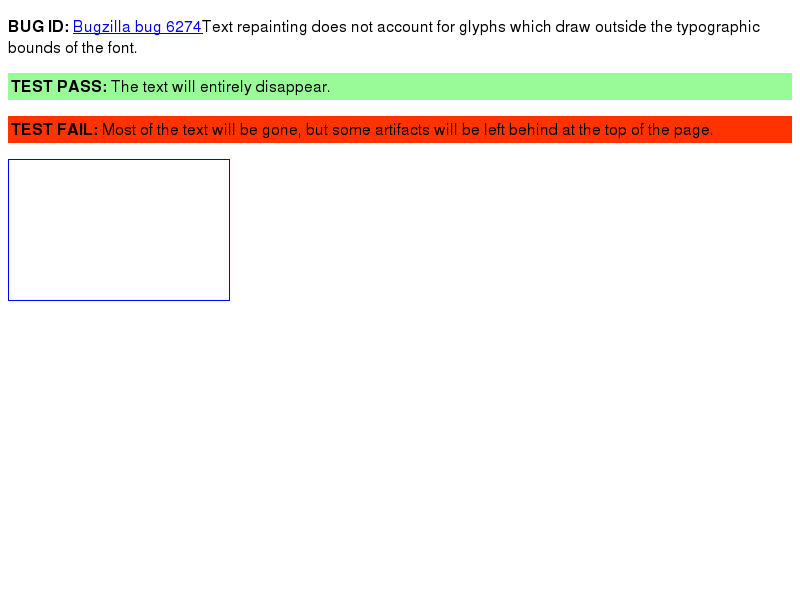 BUG ID: Bugzilla bug 6274Text repainting does not account for glyphs which draw outside the typographic
bounds of the font.
TEST PASS: The text will entirely disappear.
TEST FAIL: Most of the text will be gone, but some artifacts will be left behind at the top of the page.